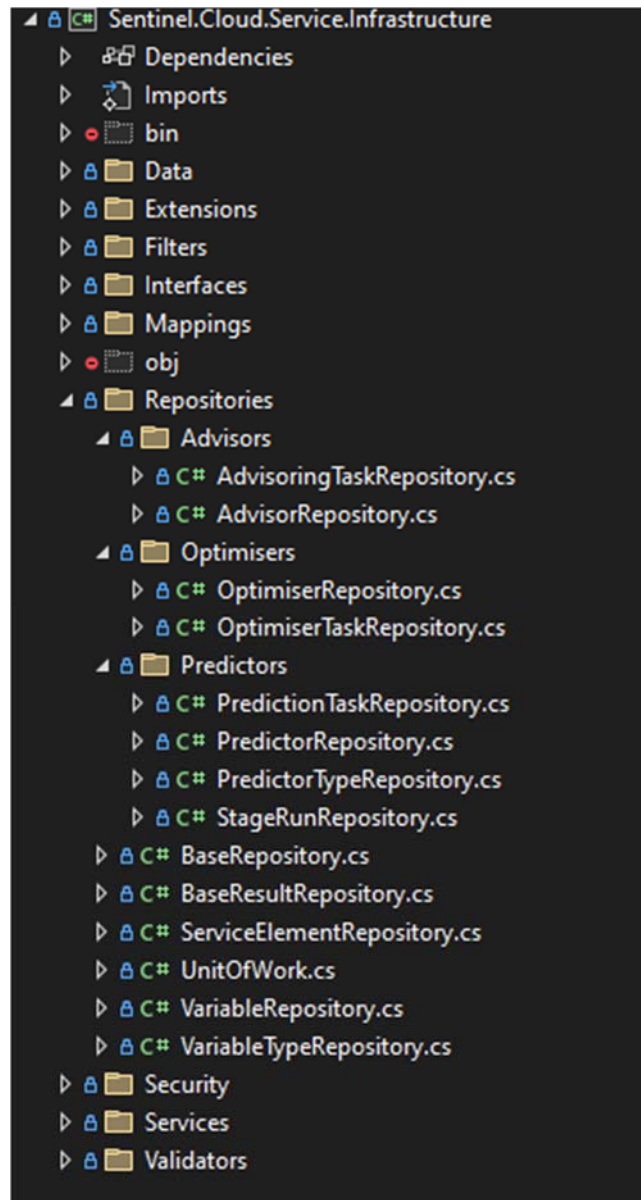 C# Sentinel.Cloud.Service.Infrastructure
Dependencies
Imports
bin
Data
Extensions
Filters
Interfaces
Mappings
obj
Repositories
Advisors
C# AdvisoringTaskRepository.cs
C# AdvisorRepository.cs
Optimisers
C# OptimiserRepository.cs
C# OptimiserTaskRepository.cs
Predictors
C# PredictionTaskRepository.cs
C# PredictorRepository.cs
C# PredictorTypeRepository.cs
C# StageRunRepository.cs
C# BaseRepository.cs
C# BaseResultRepository.cs
C# ServiceElementRepository.cs
C# UnitOfWork.cs
C# VariableRepository.cs
C# VariableTypeRepository.cs
Security
Services
Validators